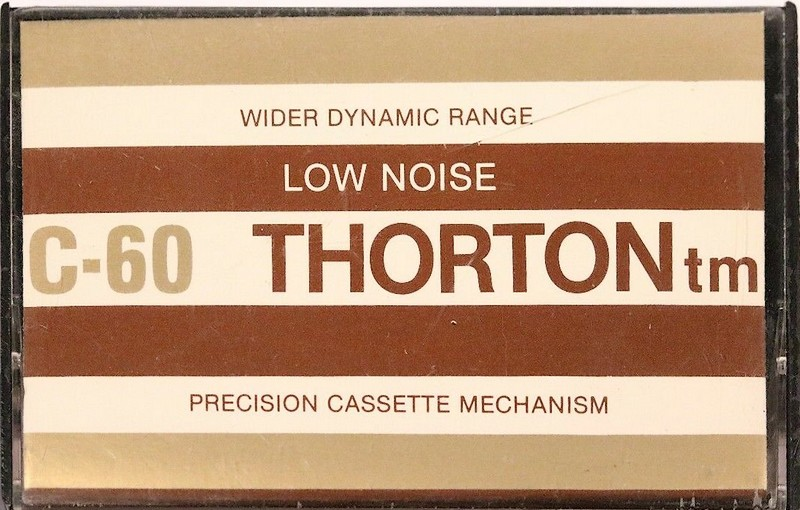 WIDER DYNAMIC RANGE
LOW NOISE
C-60 THORTON tm
PRECISION CASSETTE MECHANISM